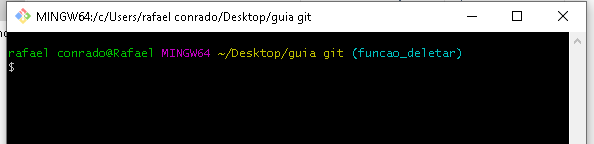 MINGW64:/c/Users/rafael conrado/Desktop/guia git
rafael conrado@Rafael MINGW64 ~/Desktop/guia git (funcao_deletar)
$